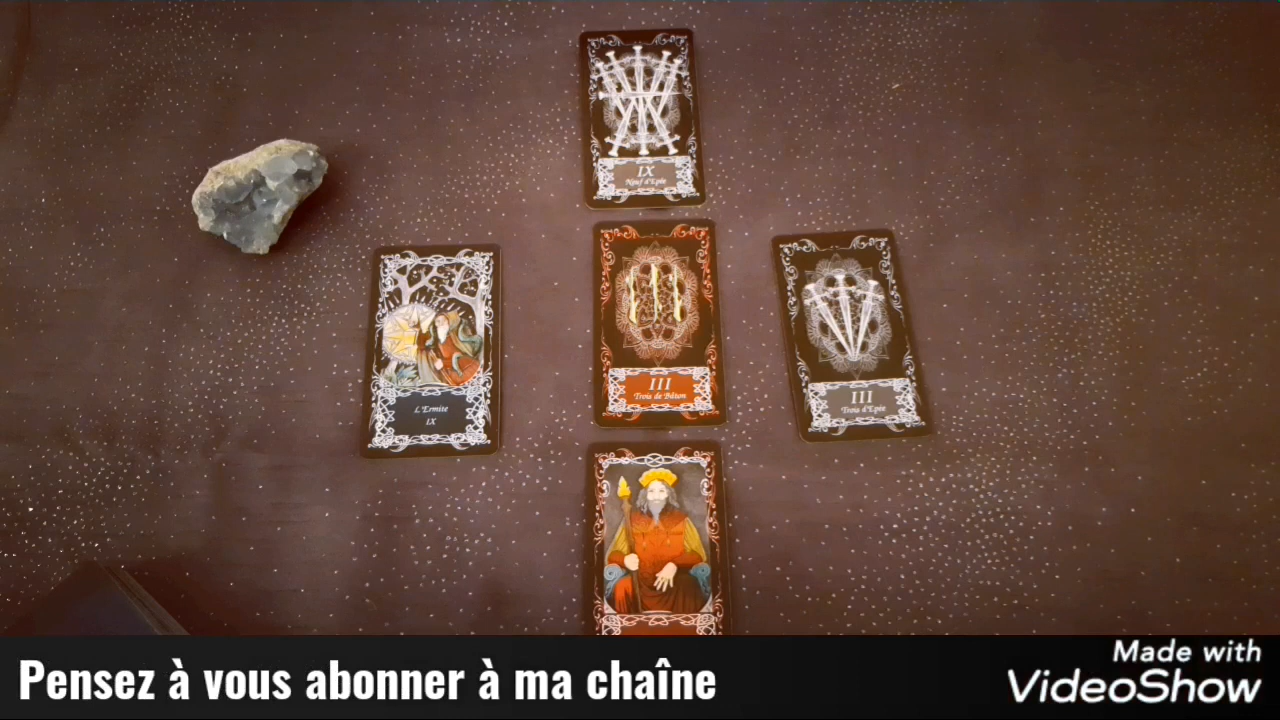 IX
Neuf d'Epée
III
Trois de Bâton
L'Ermite
IX
III
Trois d'Epée
Pensez à vous abonner à ma chaîne
Made with
VideoShow